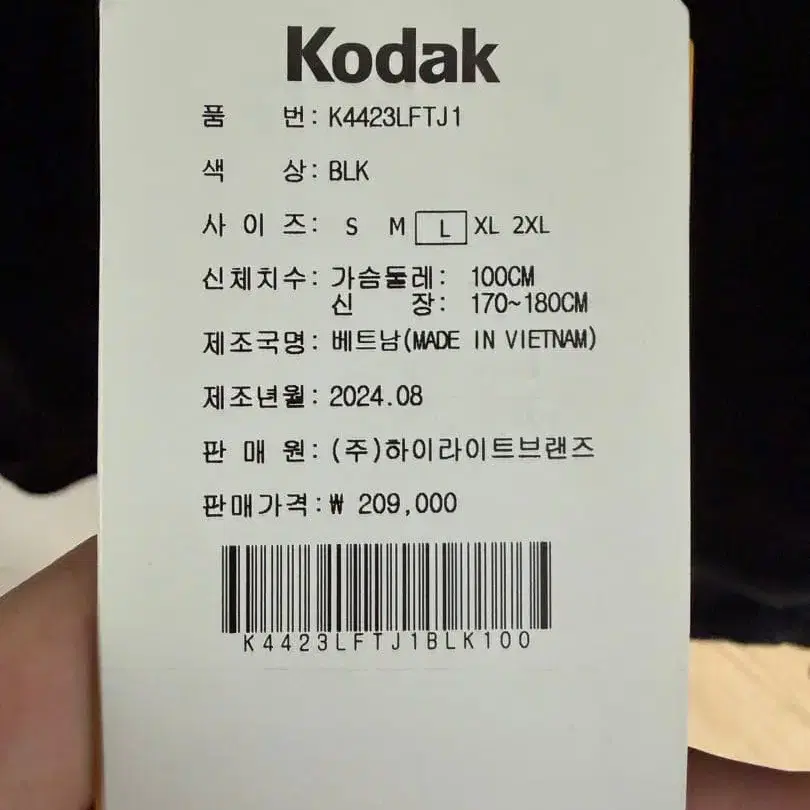 Kodak
품 번: K4423LFTJ1
색 상: BLK
사 이 즈: S M L XL 2XL
신체치수: 가슴둘레: 100CM
신 장: 170~180CM
제조국명: 베트남(MADE IN VIETNAM)
제조년월: 2024.08
판 매 원: (주)하이라이트브랜즈
판매가격: ₩ 209,000
K4423LFTJ1BLK100